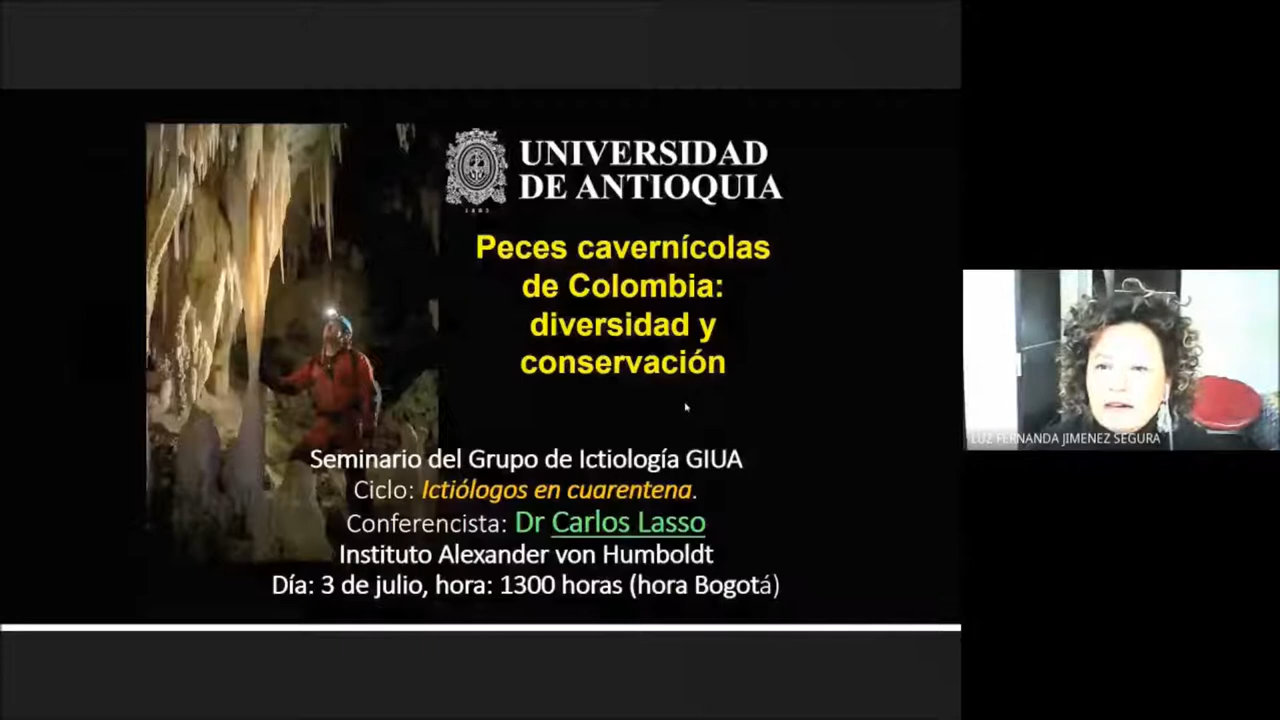 UNIVERSIDAD
DE ANTIOQUIA
1803
Peces cavernícolas
de Colombia:
diversidad y
conservación
Seminario del Grupo de Ictiología GIUA
Ciclo: Ictiólogos en cuarentena.
Conferencista: Dr Carlos Lasso
Instituto Alexander von Humboldt
Día: 3 de julio, hora: 1300 horas (hora Bogotá)
LUZ FERNANDA JIMENEZ SEGURA